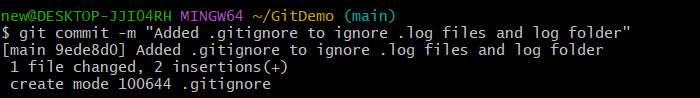 new@DESKTOP-JJI04RH MINGW64 ~/GitDemo (main)
$ git commit -m "Added .gitignore to ignore .log files and log folder"
[main 9ede8d0] Added .gitignore to ignore .log files and log folder
 1 file changed, 2 insertions(+)
 create mode 100644 .gitignore